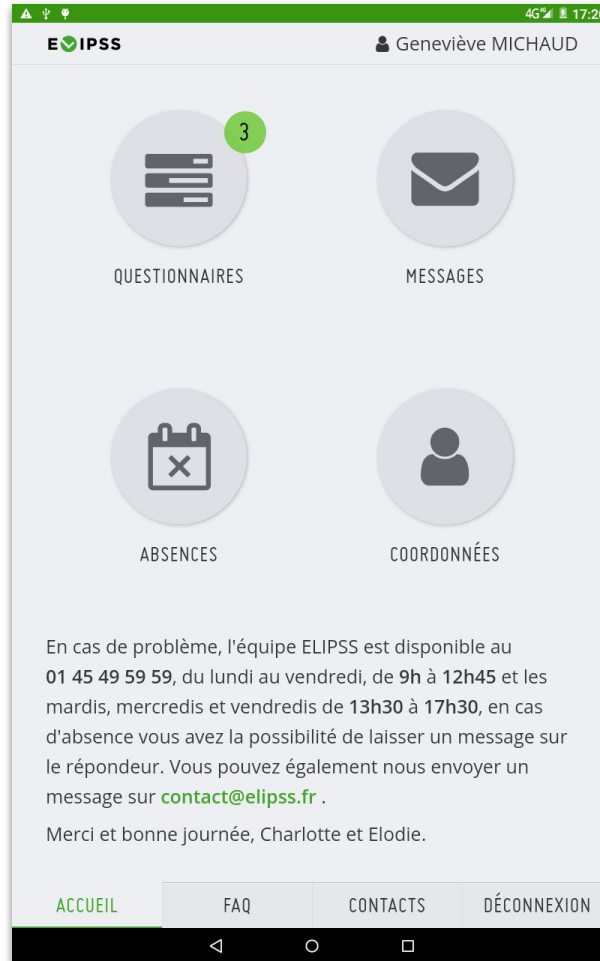 4G 17:20
ELIPSS
Geneviève MICHAUD
3
QUESTIONNAIRES
MESSAGES
ABSENCES
COORDONNÉES
En cas de problème, l'équipe ELIPSS est disponible au
01 45 49 59 59, du lundi au vendredi, de 9h à 12h45 et les
mardis, mercredis et vendredis de 13h30 à 17h30, en cas
d'absence vous avez la possibilité de laisser un message sur
le répondeur. Vous pouvez également nous envoyer un
message sur contact@elipss.fr .
Merci et bonne journée, Charlotte et Elodie.
ACCUEIL
FAQ
CONTACTS
DÉCONNEXION